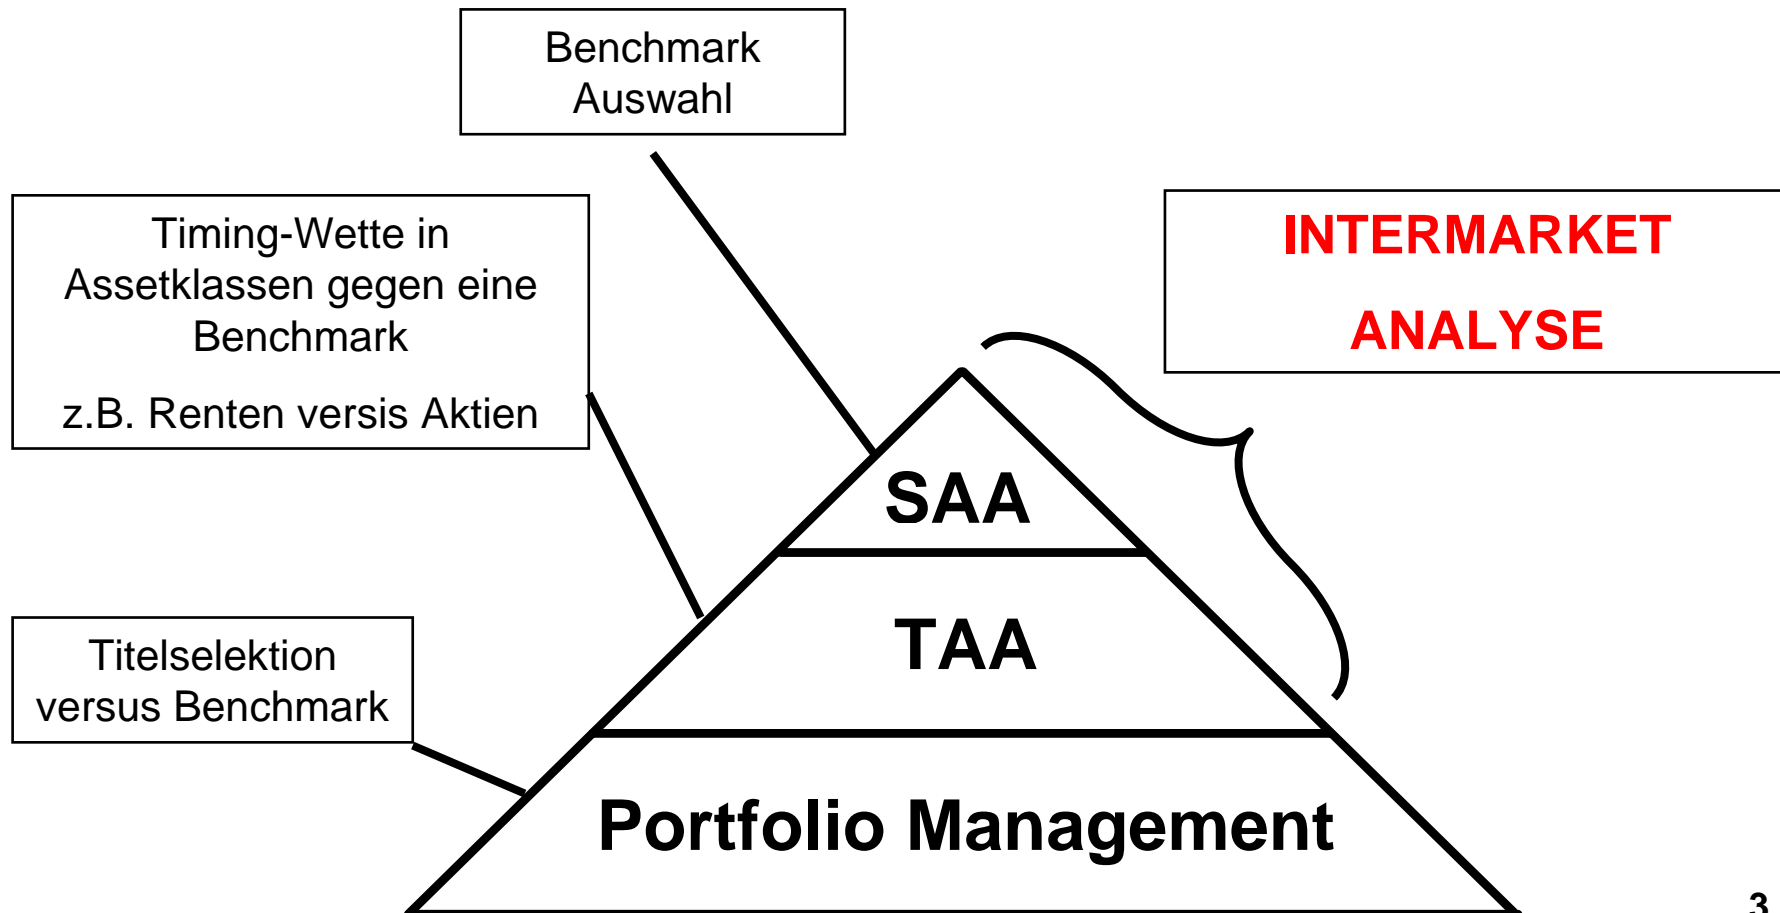 Benchmark
Auswahl
Timing-Wette in
Assetklassen gegen eine
Benchmark
z.B. Renten versis Aktien
INTERMARKET
ANALYSE
SAA
TAA
Titelselektion
versus Benchmark
Portfolio Management
3